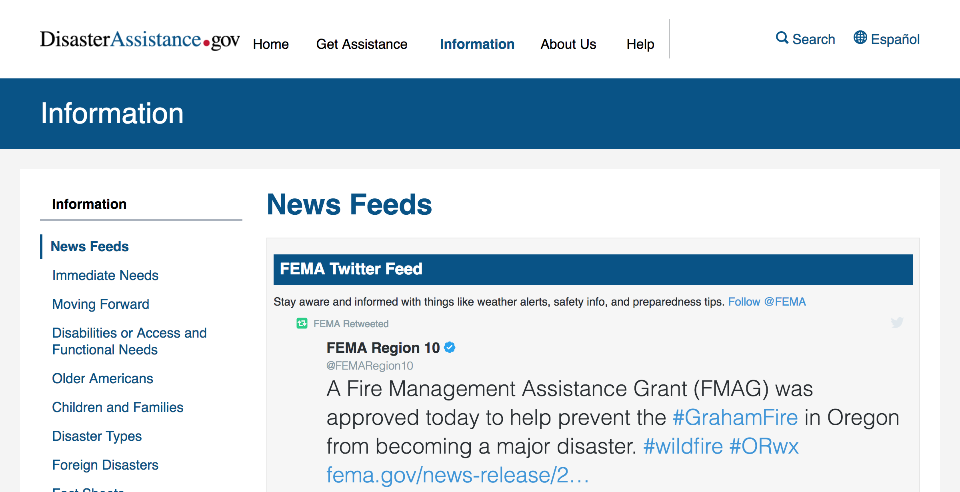 DisasterAssistance.gov Home Get Assistance Information About Us Help Search Español
Information
Information
News Feeds
Immediate Needs
Moving Forward
Disabilities or Access and
Functional Needs
Older Americans
Children and Families
Disaster Types
Foreign Disasters
News Feeds
FEMA Twitter Feed
Stay aware and informed with things like weather alerts, safety info, and preparedness tips. Follow @FEMA
FEMA Retweeted
FEMA Region 10
@FEMARegion10
A Fire Management Assistance Grant (FMAG) was
approved today to help prevent the #GrahamFire in Oregon
from becoming a major disaster. #wildfire #ORwx
fema.gov/news-release/2…